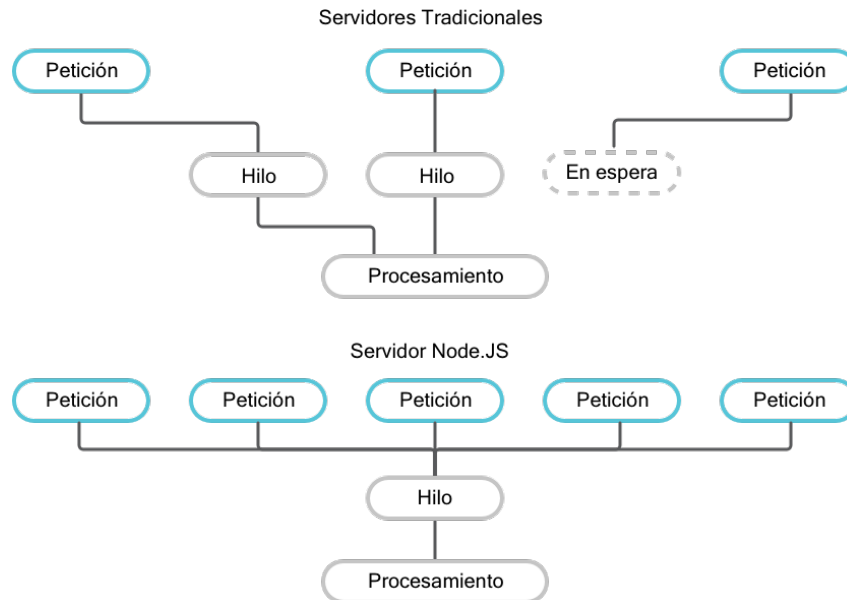 Servidores Tradicionales
Petición
Petición
Petición
Hilo
Hilo
En espera
Procesamiento
Servidor Node.JS
Petición
Petición
Petición
Petición
Petición
Hilo
Procesamiento